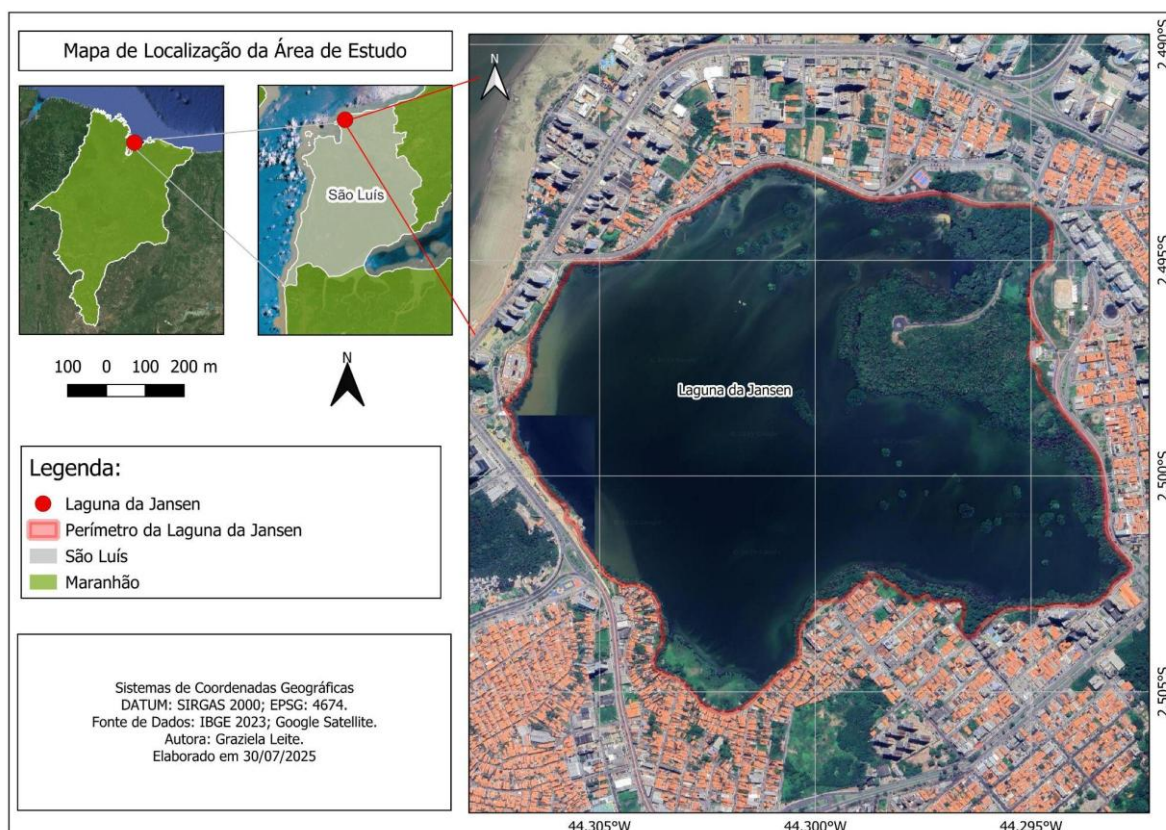 Mapa de Localização da Área de Estudo
São Luís
100 0 100 200 m
N
Legenda:
Laguna da Jansen
Perímetro da Laguna da Jansen
São Luís
Maranhão
Sistemas de Coordenadas Geográficas
DATUM: SIRGAS 2000; EPSG: 4674.
Fonte de Dados: IBGE 2023; Google Satellite.
Autora: Graziela Leite.
Elaborado em 30/07/2025
N
Laguna da Jansen
2.490°S
2.495°S
2.500°S
2.505°S
44.305°W 44.300°W 44.295°W